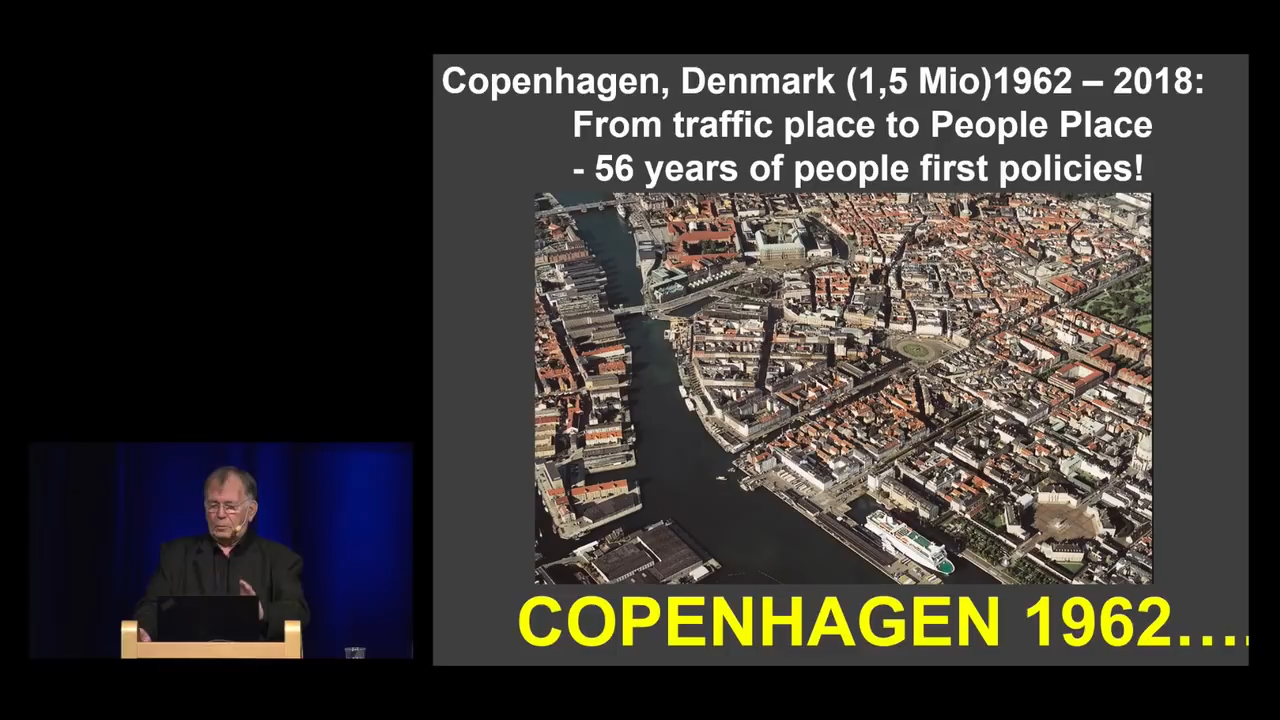 Copenhagen, Denmark (1,5 Mio)1962 – 2018:
From traffic place to People Place
- 56 years of people first policies!
COPENHAGEN 1962….